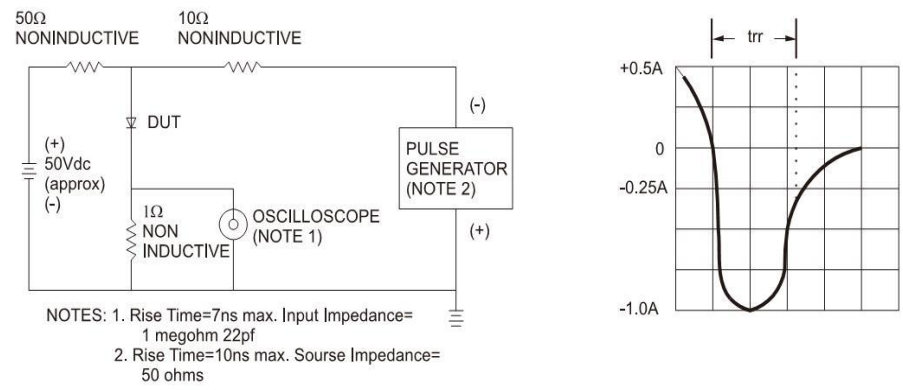 50Ω
NONINDUCTIVE
10Ω
NONINDUCTIVE
DUT
(+)
50Vdc
(approx)
(-)
1Ω
NON
INDUCTIVE
OSCILLOSCOPE
(NOTE 1)
(-)
PULSE
GENERATOR
(NOTE 2)
(+)
NOTES: 1. Rise Time=7ns max. Input Impedance=
1 megohm 22pf
2. Rise Time=10ns max. Sourse Impedance=
50 ohms
trr
+0.5A
0
-0.25A
-1.0A